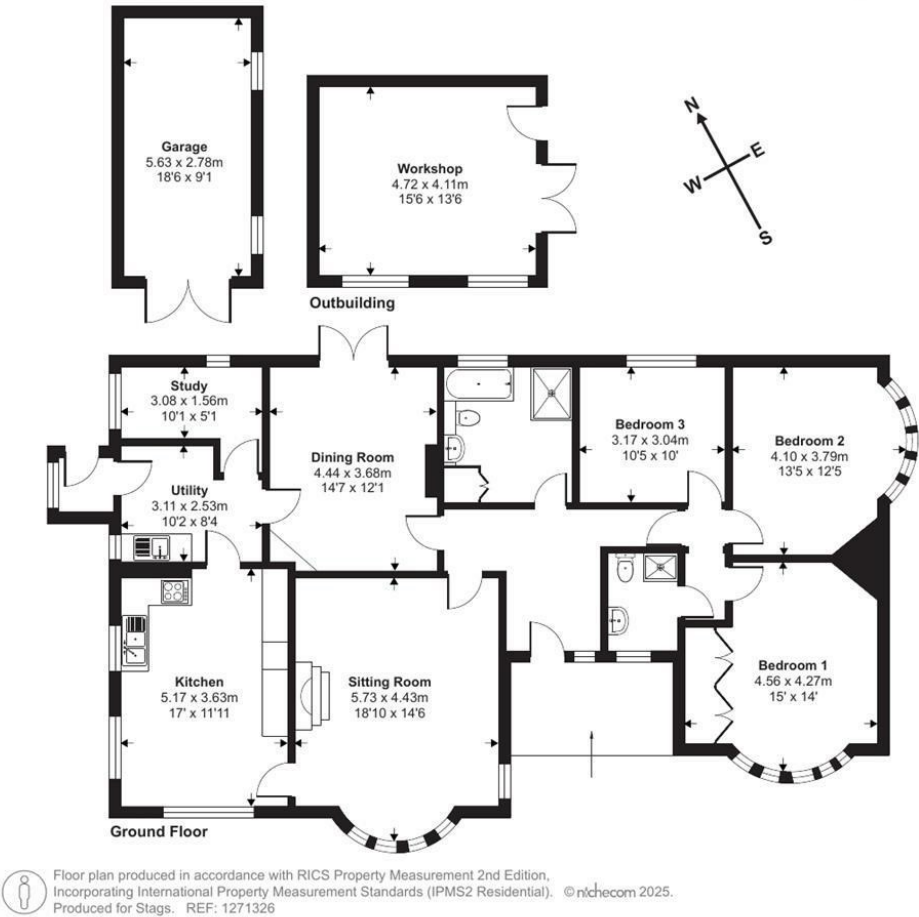 Garage
5.63 x 2.78m
18'6 x 9'1
Workshop
4.72 x 4.11m
15'6 x 13'6
N
E
W
S
Outbuilding
Study
3.08 x 1.56m
10'1 x 5'1
Dining Room
4.44 x 3.68m
14'7 x 12'1
Bedroom 3
3.17 x 3.04m
10'5 x 10'
Bedroom 2
4.10 x 3.79m
13'5 x 12'5
Utility
3.11 x 2.53m
10'2 x 8'4
Kitchen
5.17 x 3.63m
17' x 11'11
Sitting Room
5.73 x 4.43m
18'10 x 14'6
Bedroom 1
4.56 x 4.27m
15' x 14'
Ground Floor
Floor plan produced in accordance with RICS Property Measurement 2nd Edition,
Incorporating International Property Measurement Standards (IPMS2 Residential). © nichecom 2025.
Produced for Stags. REF: 1271326